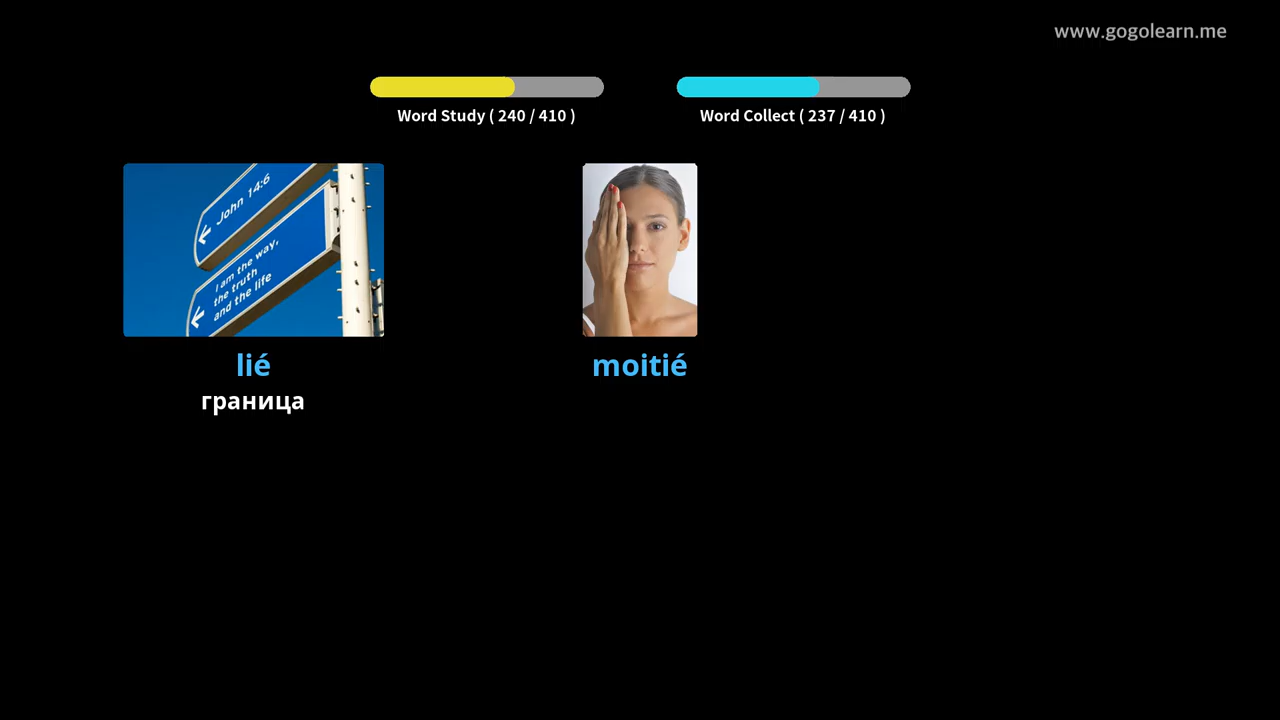 www.gogolearn.me
Word Study ( 240 / 410 )
Word Collect ( 237 / 410 )
John 14:6
I am the way,
the truth
and the life
lié
граница
moitié